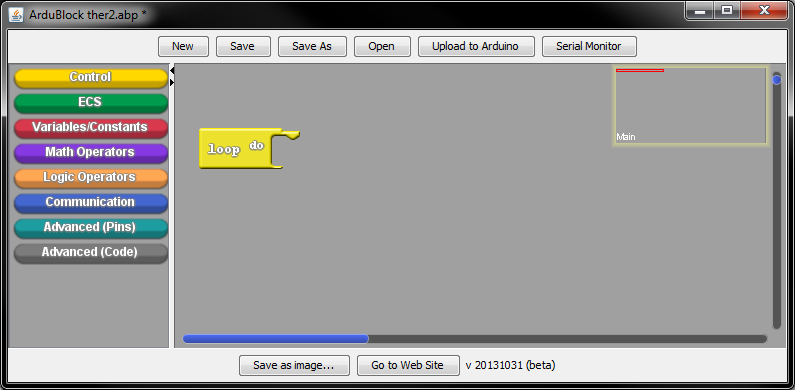 ArduBlock ther2.abp *
New Save Save As Open Upload to Arduino Serial Monitor
Control
ECS
Variables/Constants
Math Operators
Logic Operators
Communication
Advanced (Pins)
Advanced (Code)
loop do
Main
Save as image... Go to Web Site v 20131031 (beta)